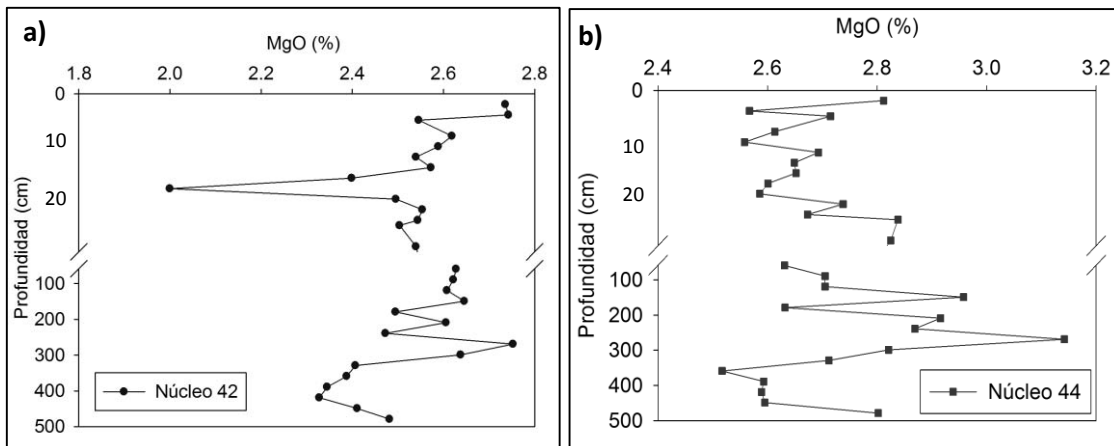 a)
MgO (%)
1.8 2.0 2.2 2.4 2.6 2.8
0
10
20
100
200
300
400
500
Profundidad (cm)
Núcleo 42
b)
MgO (%)
2.4 2.6 2.8 3.0 3.2
0
10
20
100
200
300
400
500
Profundidad (cm)
Núcleo 44